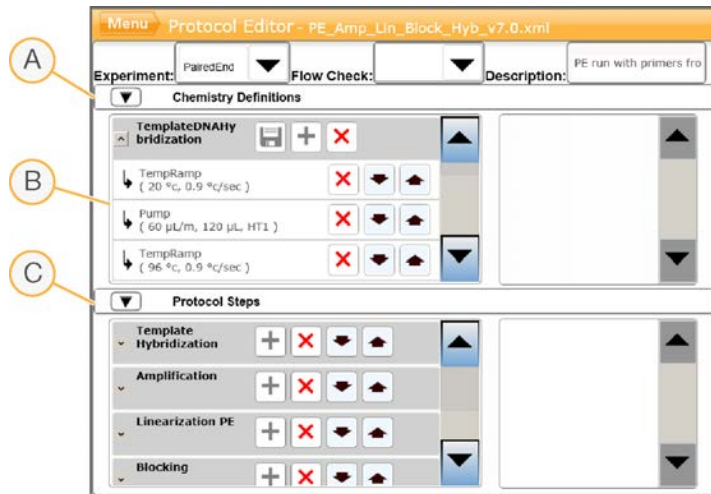 Menu Protocol Editor - PE_Amp_Lin_Block_Hyb_v7.0.xml
A
Experiment: PairedEnd Flow Check: Description: PE run with primers fro
Chemistry Definitions
TemplateDNAHy
bridization
TempRamp
( 20 °c, 0.9 °c/sec )
B
Pump
( 60 µL/m, 120 µL, HT1 )
TempRamp
( 96 °c, 0.9 °c/sec )
C
Protocol Steps
Template
Hybridization
Amplification
Linearization PE
Blocking